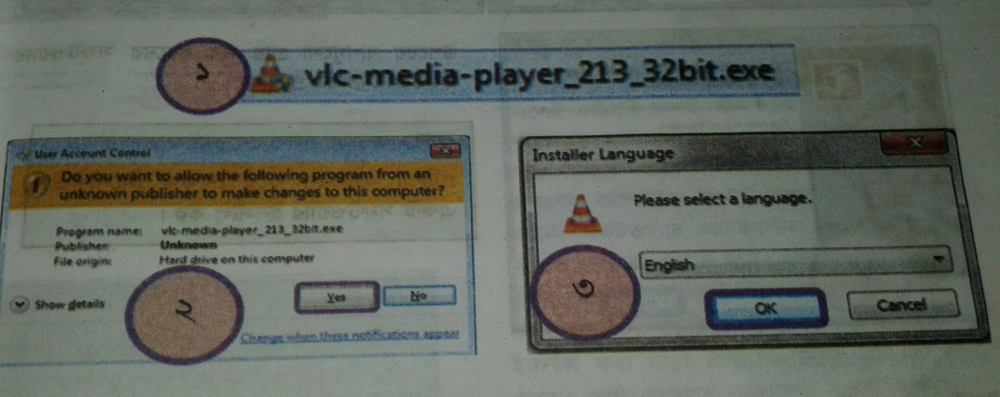 ১
vlc-media-player_213_32bit.exe
User Account Control
Do you want to allow the following program from an
unknown publisher to make changes to this computer?
Program name: vlc-media-player_213_32bit.exe
Publisher: Unknown
File origin: Hard drive on this computer
২
Show details
Yes
No
Change when these notifications appear
Installer Language
Please select a language.
৩
English
OK
Cancel